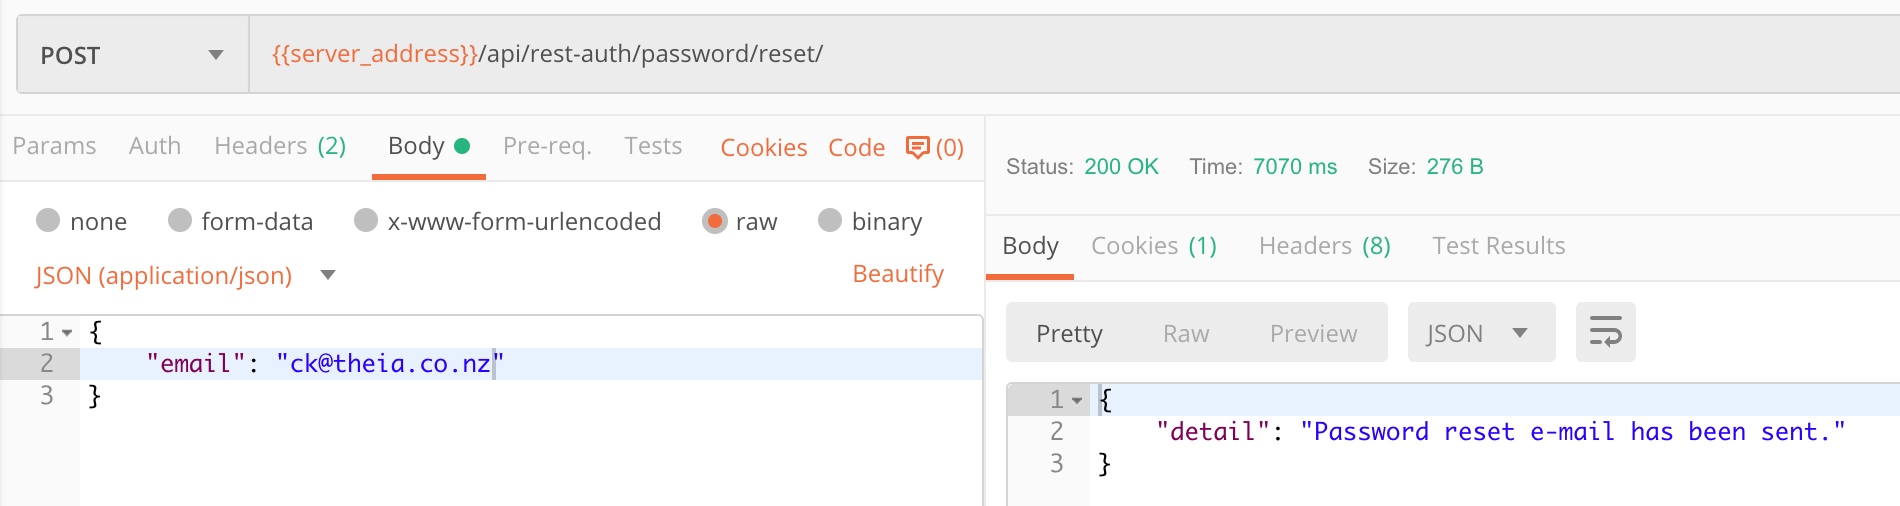 POST {{server_address}}/api/rest-auth/password/reset/
Params Auth Headers (2) Body Pre-req. Tests Cookies Code (0)
none form-data x-www-form-urlencoded raw binary
JSON (application/json) Beautify
1 {
2 "email": "ck@theia.co.nz"
3 }
Status: 200 OK Time: 7070 ms Size: 276 B
Body Cookies (1) Headers (8) Test Results
Pretty Raw Preview JSON
1 {
2 "detail": "Password reset e-mail has been sent."
3 }